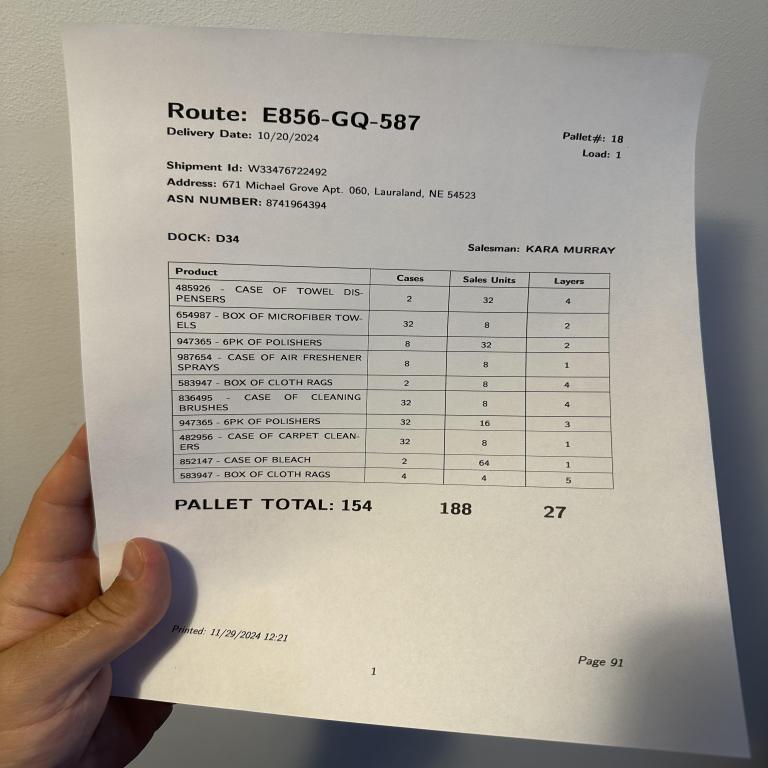 Route: E856-GQ-587
Delivery Date: 10/20/2024
Pallet#: 18
Load: 1
Shipment Id: W33476722492
Address: 671 Michael Grove Apt. 060, Lauraland, NE 54523
ASN NUMBER: 8741964394
DOCK: D34
Salesman: KARA MURRAY
Product Cases Sales Units Layers
485926 - CASE OF TOWEL DIS-
PENSERS 2 32 4
654987 - BOX OF MICROFIBER TOW-
ELS 32 8 2
947365 - 6PK OF POLISHERS 8 32 2
987654 - CASE OF AIR FRESHENER
SPRAYS 8 8 1
583947 - BOX OF CLOTH RAGS 2 8 4
836495 - CASE OF CLEANING
BRUSHES 32 8 4
947365 - 6PK OF POLISHERS 32 16 3
482956 - CASE OF CARPET CLEAN-
ERS 32 8 1
852147 - CASE OF BLEACH 2 64 1
583947 - BOX OF CLOTH RAGS 4 4 5
PALLET TOTAL: 154 188 27
Printed: 11/29/2024 12:21
Page 91
1